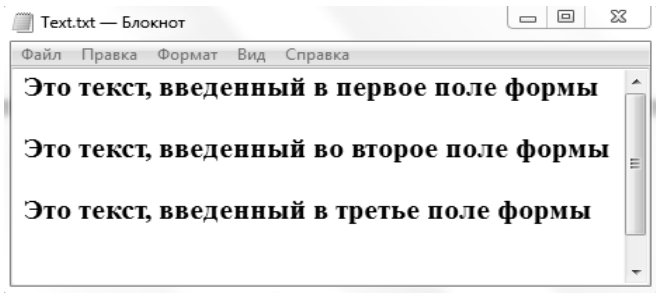 Text.txt — Блокнот
Файл Правка Формат Вид Справка
Это текст, введенный в первое поле формы
Это текст, введенный во второе поле формы
Это текст, введенный в третье поле формы